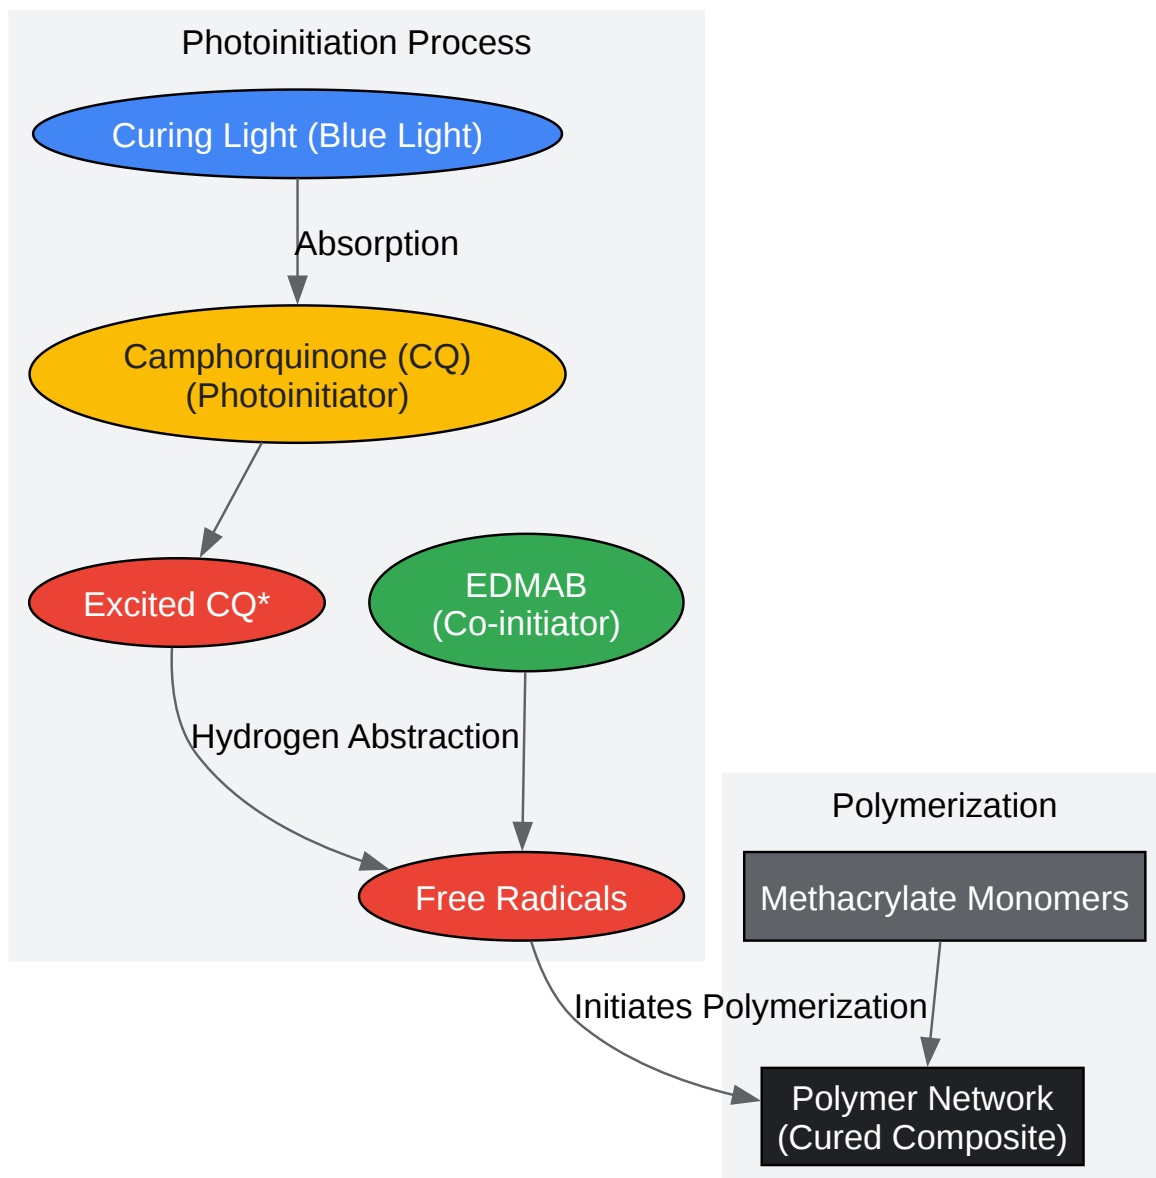 Photoinitiation Process
Curing Light (Blue Light)
Absorption
Camphorquinone (CQ)
(Photoinitiator)
Excited CQ*
EDMAB
(Co-initiator)
Hydrogen Abstraction
Free Radicals
Polymerization
Methacrylate Monomers
Initiates Polymerization
Polymer Network
(Cured Composite)